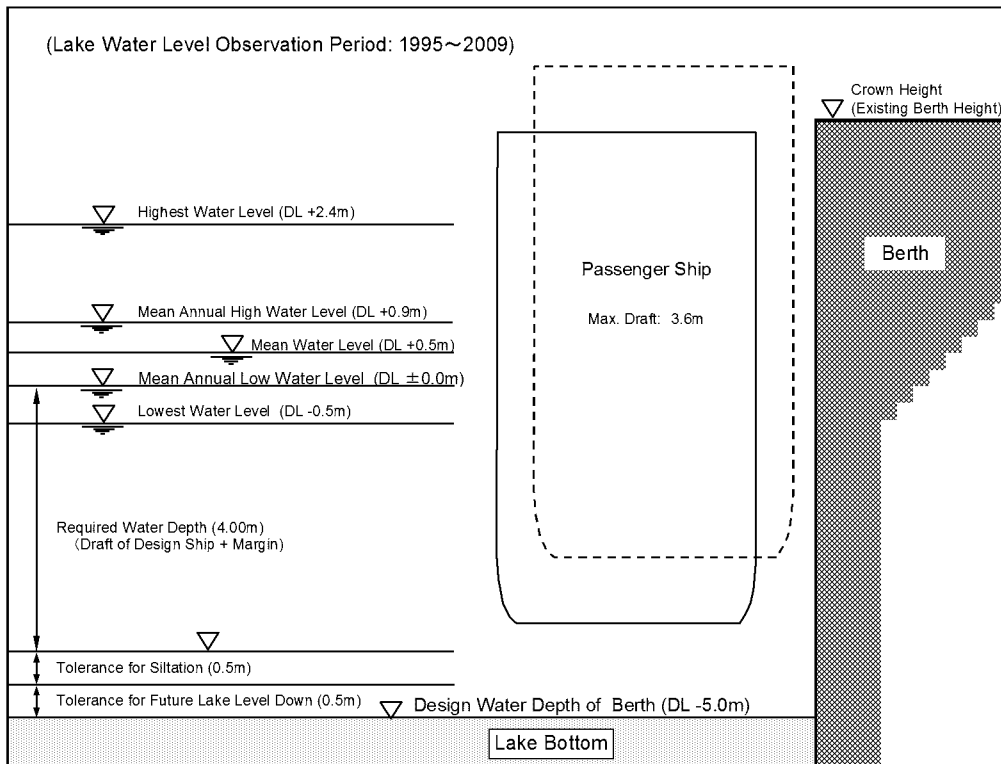 (Lake Water Level Observation Period: 1995～2009)
Crown Height
(Existing Berth Height)
Highest Water Level (DL +2.4m)
Berth
Passenger Ship
Mean Annual High Water Level (DL +0.9m)
Max. Draft: 3.6m
Mean Water Level (DL +0.5m)
Mean Annual Low Water Level (DL ±0.0m)
Lowest Water Level (DL -0.5m)
Required Water Depth (4.00m)
(Draft of Design Ship + Margin)
Tolerance for Siltation (0.5m)
Tolerance for Future Lake Level Down (0.5m)
Design Water Depth of Berth (DL -5.0m)
Lake Bottom